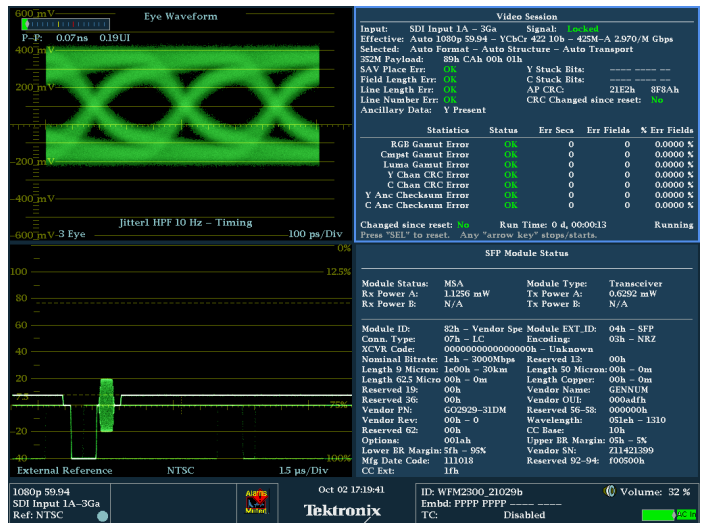 Eye Waveform
600 mV
P-P: 0.07ns 0.19UI
400 mV
200 mV
-0 mV
-200 mV
-400 mV
-600 mV
3 Eye
Jitter1 HPF 10 Hz - Timing
100 ps/Div
Video Session
Input: SDI Input 1A - 3Ga Signal: Locked
Effective: Auto 1080p 59.94 - YCbCr 422 10b - 425M-A 2.970/M Gbps
Selected: Auto Format - Auto Structure - Auto Transport
352M Payload: 89h CAh 00h 01h
SAV Place Err: OK Y Stuck Bits: ---- ---- --
Field Length Err: OK C Stuck Bits: ---- ---- --
Line Length Err: OK AP CRC: 21E2h 8F8Ah
Line Number Err: OK CRC Changed since reset: No
Ancillary Data: Y Present
Statistics Status Err Secs Err Fields % Err Fields
RGB Gamut Error OK 0 0 0.0000 %
Cmpst Gamut Error OK 0 0 0.0000 %
Luma Gamut Error OK 0 0 0.0000 %
Y Chan CRC Error OK 0 0 0.0000 %
C Chan CRC Error OK 0 0 0.0000 %
Y Anc Checksum Error OK 0 0 0.0000 %
C Anc Checksum Error OK 0 0 0.0000 %
Changed since reset: No Run Time: 0 d, 00:00:13 Running
Press "SEL" to reset. Any "arrow key" stops/starts.
0%
100 12.5%
80
60
40
20
7.5
75%
-40 100%
External Reference NTSC 1.5 µs/Div
SFP Module Status
Module Status: MSA Module Type: Transceiver
Rx Power A: 1.1256 mW Tx Power A: 0.6292 mW
Rx Power B: N/A Tx Power B: N/A
Module ID: 82h - Vendor Spe Module EXT_ID: 04h - SFP
Conn. Type: 07h - LC Encoding: 03h - NRZ
XCVR Code: 0000000000000000h - Unknown
Nominal Bitrate: 1eh - 3000Mbps Reserved 13: 00h
Length 9 Micron: 1e00h - 30km Length 50 Micron: 00h - 0m
Length 62.5 Micro 00h - 0m Length Copper: 00h - 0m
Reserved 19: 00h Vendor Name: GENNUM
Reserved 36: 00h Vendor OUI: 000adfh
Vendor PN: GO2929-31DM Reserved 56-58: 000000h
Vendor Rev: 00h - 0 Wavelength: 051eh - 1310
Reserved 62: 00h CC Base: 10h
Options: 001ah Upper BR Margin: 05h - 5%
Lower BR Margin: 5fh - 95% Vendor SN: Z11421399
Mfg Date Code: 111018 Reserved 92-94: f00500h
CC Ext: 1fh
1080p 59.94
SDI Input 1A-3Ga
Ref: NTSC
Alarms
Muted
Oct 02 17:19:41
Tektronix
ID: WFM2300_21029b Volume: 32 %
Embd: PPPP PPPP ---- ----
TC: Disabled
AC In